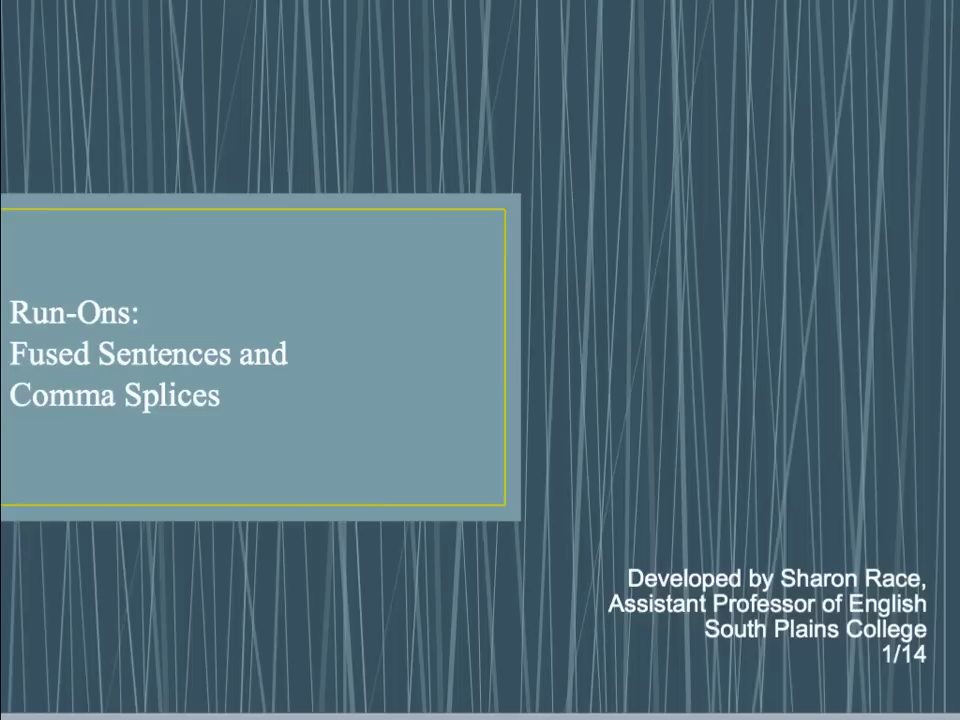 Run-Ons:
Fused Sentences and
Comma Splices
Developed by Sharon Race,
Assistant Professor of English
South Plains College
1/14